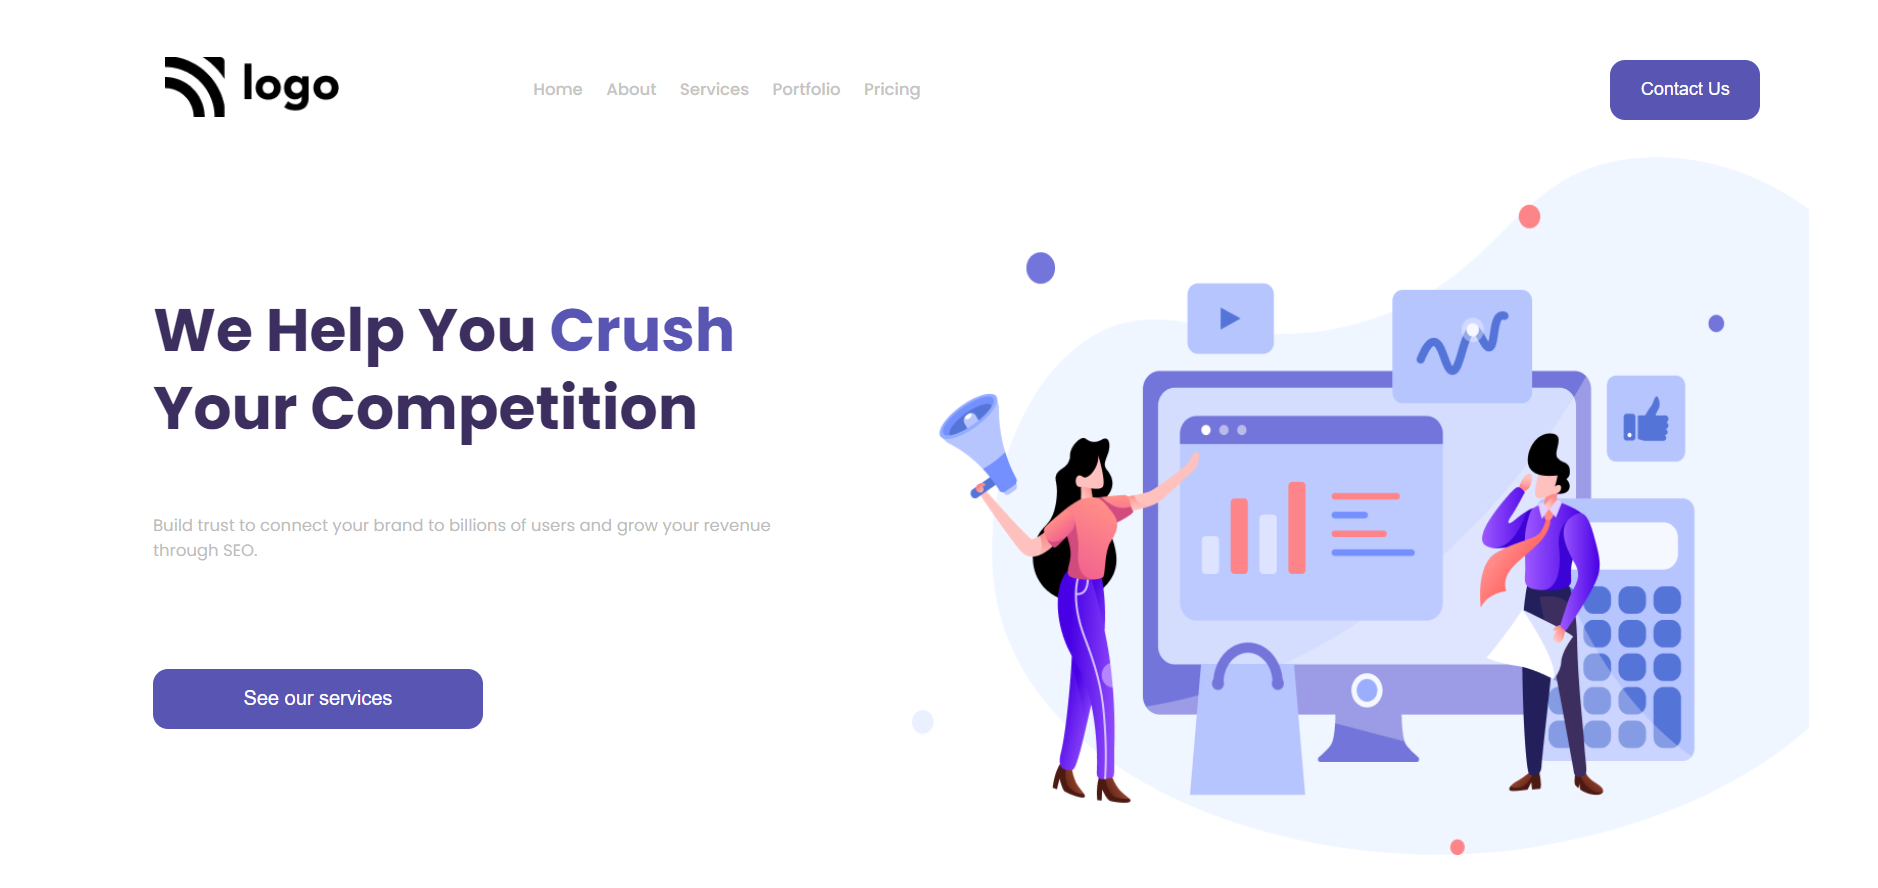 logo
Home About Services Portfolio Pricing
Contact Us
We Help You Crush
Your Competition
Build trust to connect your brand to billions of users and grow your revenue
through SEO.
See our services